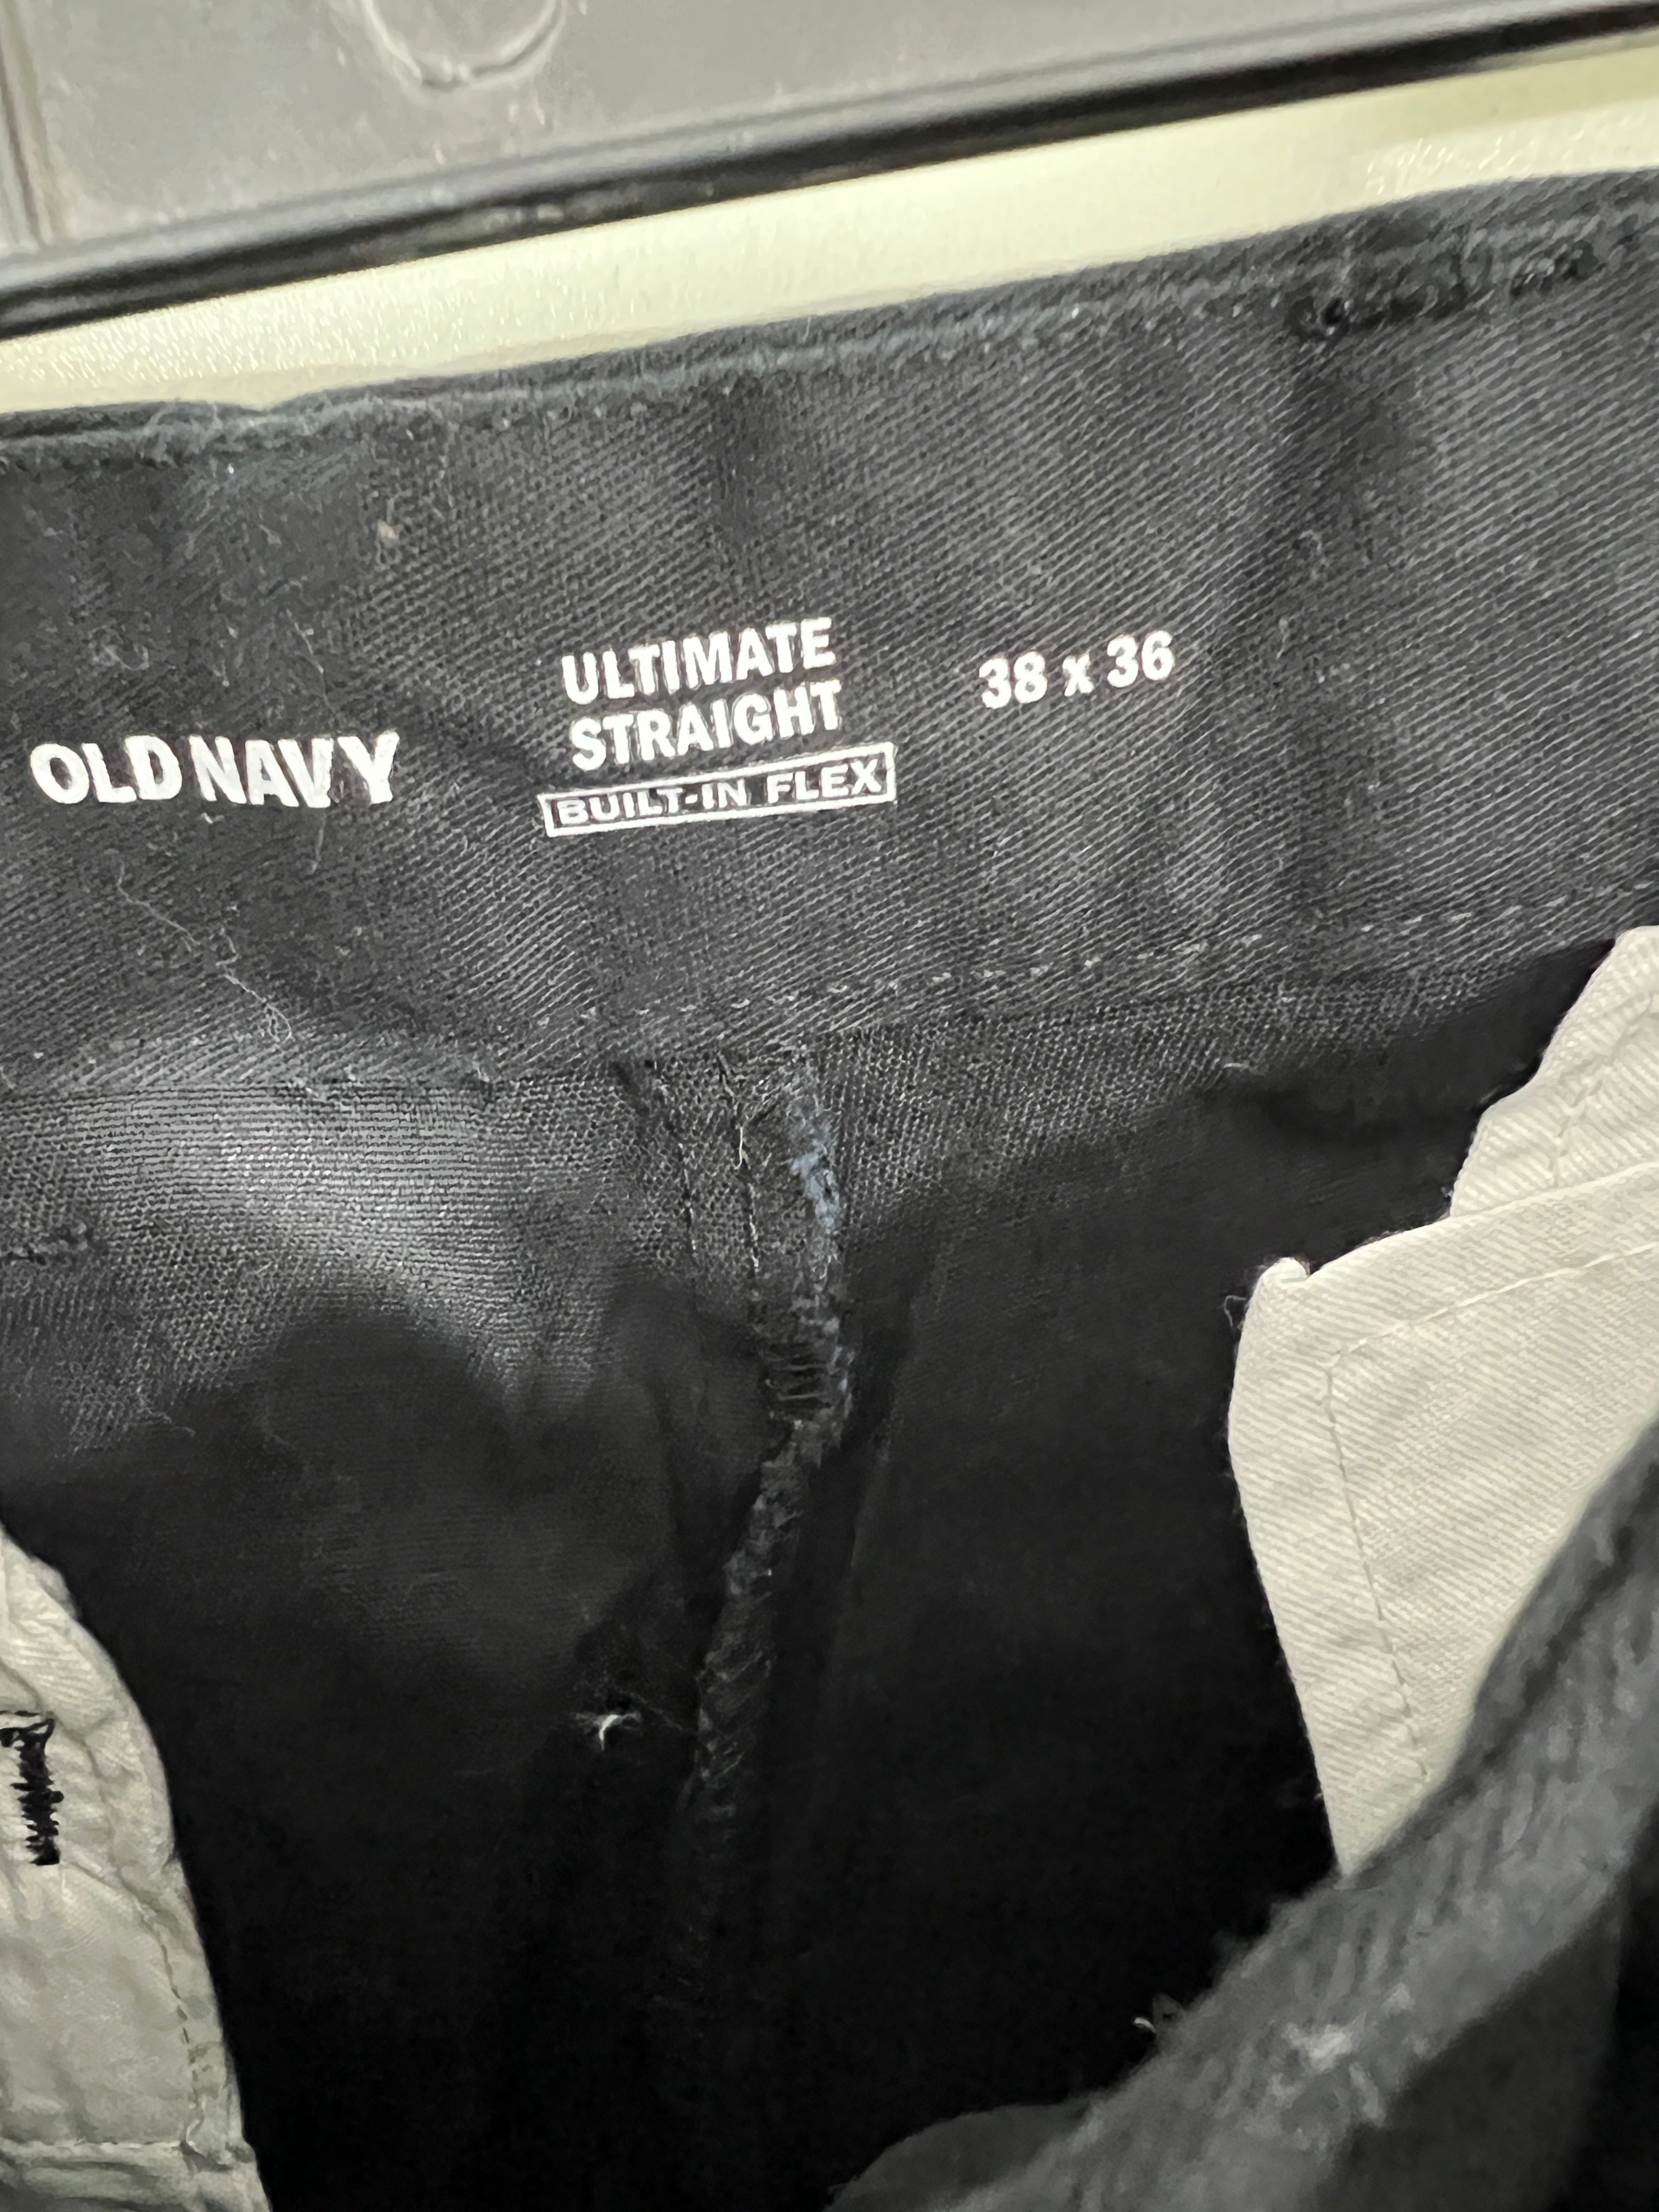 OLD NAVY
ULTIMATE
STRAIGHT
BUILT-IN FLEX
38 x 36